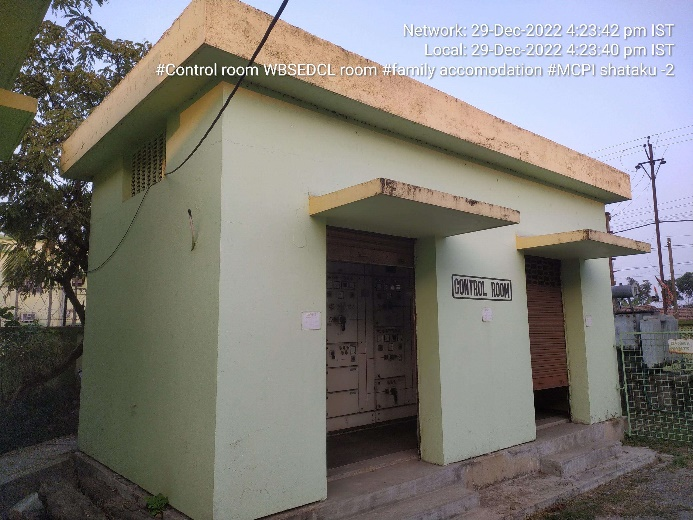 Network: 29-Dec-2022 4:23:42 pm IST
Local: 29-Dec-2022 4:23:40 pm IST
#Control room WBSEDCL room #family accomodation #MCPI shataku -2
CONTROL ROOM